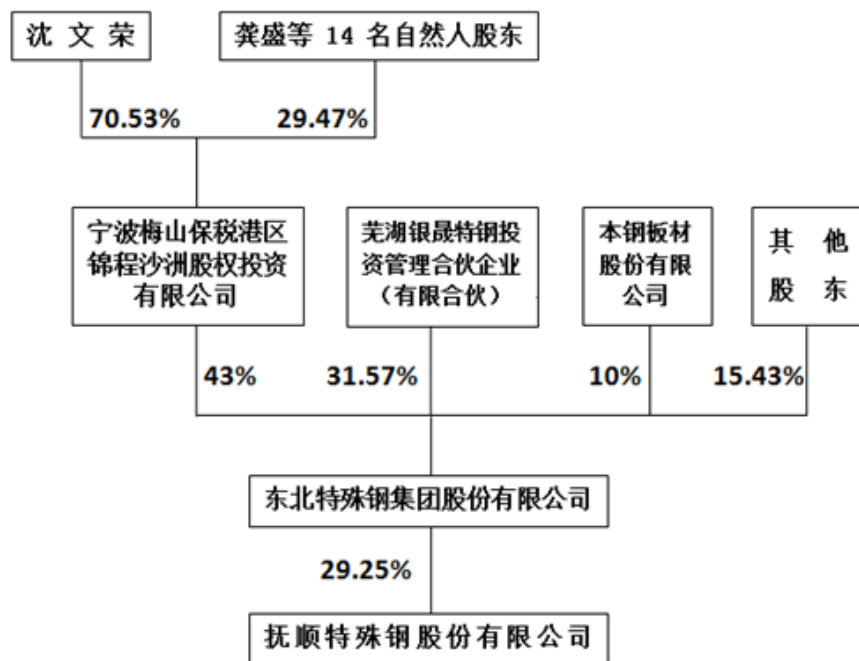 沈 文 荣
龚盛等 14 名自然人股东
70.53%
29.47%
宁波梅山保税港区
锦程沙洲股权投资
有限公司
芜湖银晟特钢投
资管理合伙企业
（有限合伙）
本钢板材
股份有限
公司
其 他
股 东
43%
31.57%
10%
15.43%
东北特殊钢集团股份有限公司
29.25%
抚顺特殊钢股份有限公司